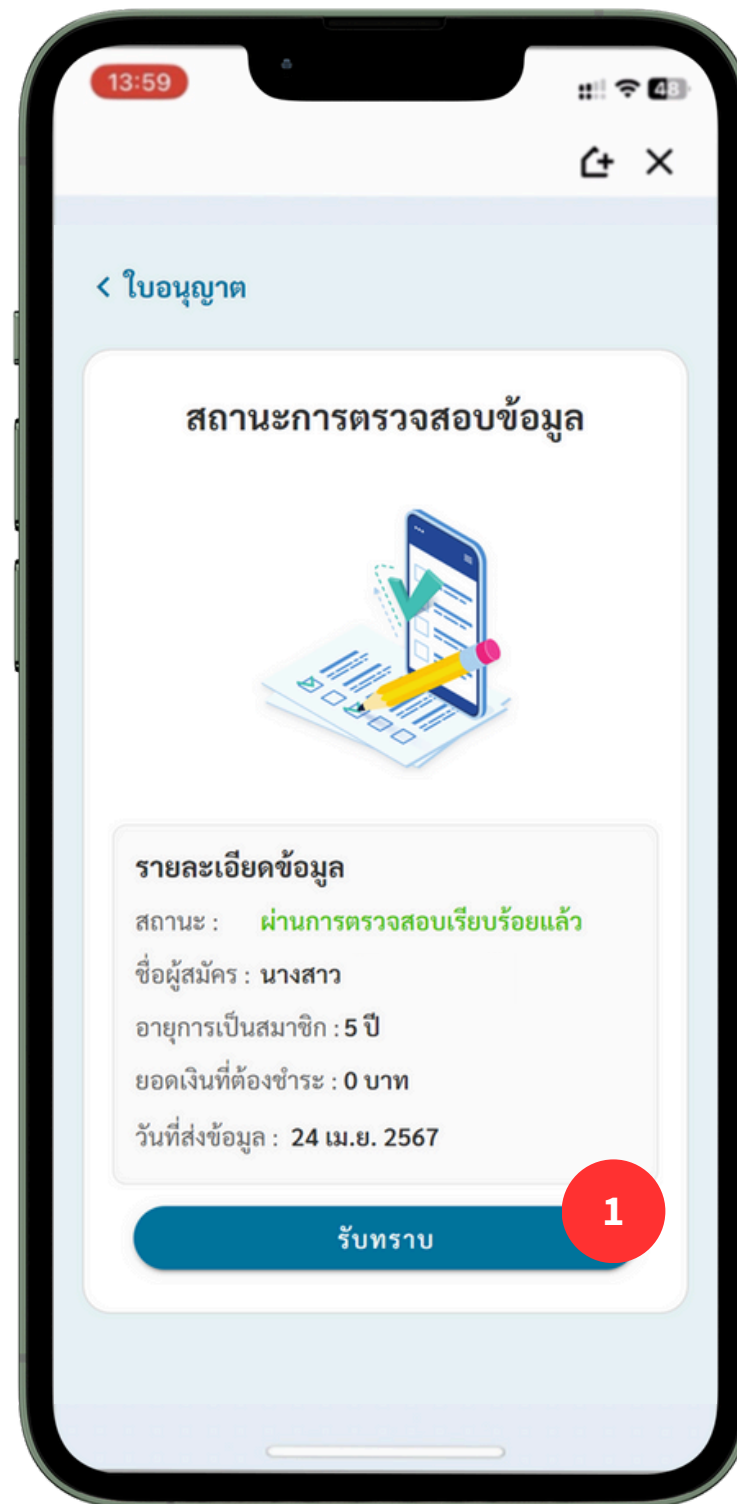 13:59
48
ใบอนุญาต
สถานะการตรวจสอบข้อมูล
รายละเอียดข้อมูล
สถานะ : ผ่านการตรวจสอบเรียบร้อยแล้ว
ชื่อผู้สมัคร : นางสาว
อายุการเป็นสมาชิก : 5 ปี
ยอดเงินที่ต้องชำระ : 0 บาท
วันที่ส่งข้อมูล : 24 เม.ย. 2567
รับทราบ
1